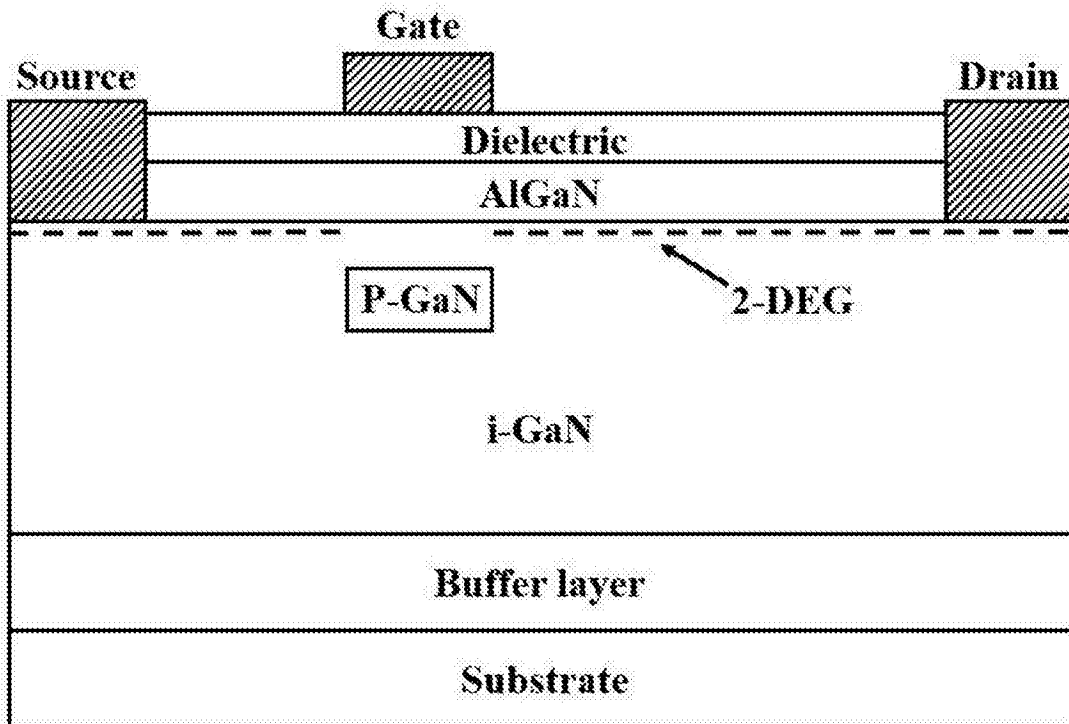 Gate
Source
Drain
Dielectric
AlGaN
P-GaN
2-DEG
i-GaN
Buffer layer
Substrate